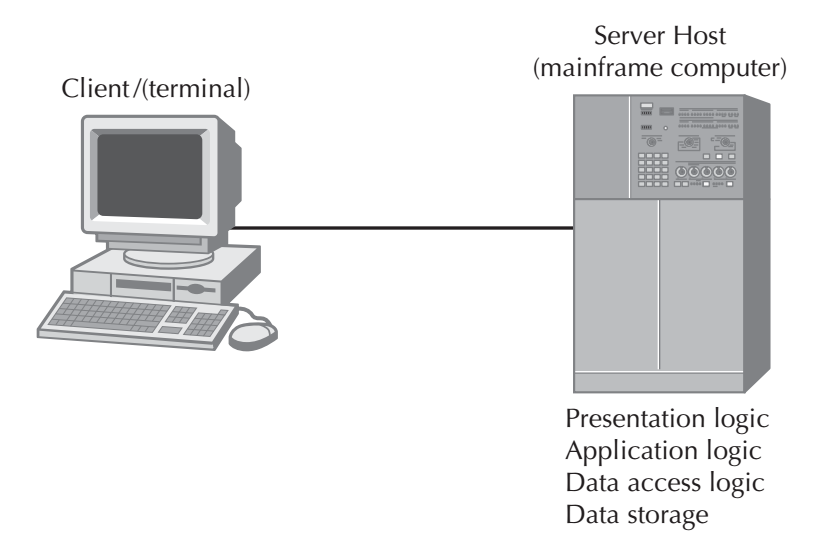 Server Host
(mainframe computer)
Client/(terminal)
Presentation logic
Application logic
Data access logic
Data storage